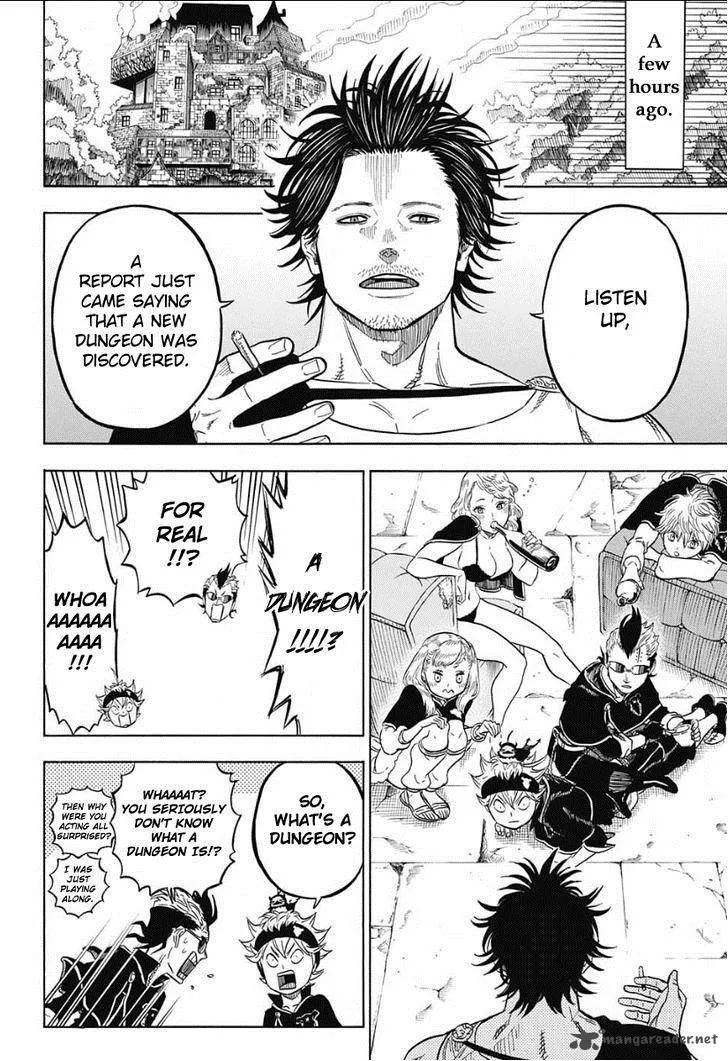 A
few
hours
ago.
LISTEN
UP,
A
REPORT JUST
CAME SAYING
THAT A NEW
DUNGEON WAS
DISCOVERED.
A
DUNGEON
!!!!?
FOR
REAL
!!?
WHOA
AAAAAA
AAAA
!!!
SO,
WHAT'S A
DUNGEON?
WHAAAAT?
YOU SERIOUSLY
DON'T KNOW
WHAT A
DUNGEON IS!?
THEN WHY
WERE YOU
ACTING ALL
SURPRISED?
I WAS
JUST
PLAYING
ALONG.
mangareader.net